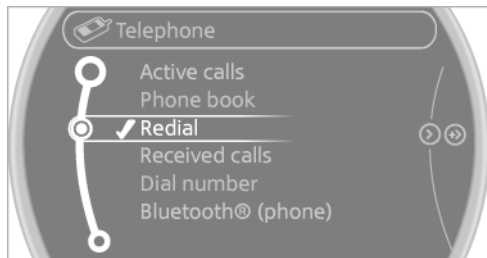 Telephone
Active calls
Phone book
Redial
Received calls
Dial number
Bluetooth® (phone)